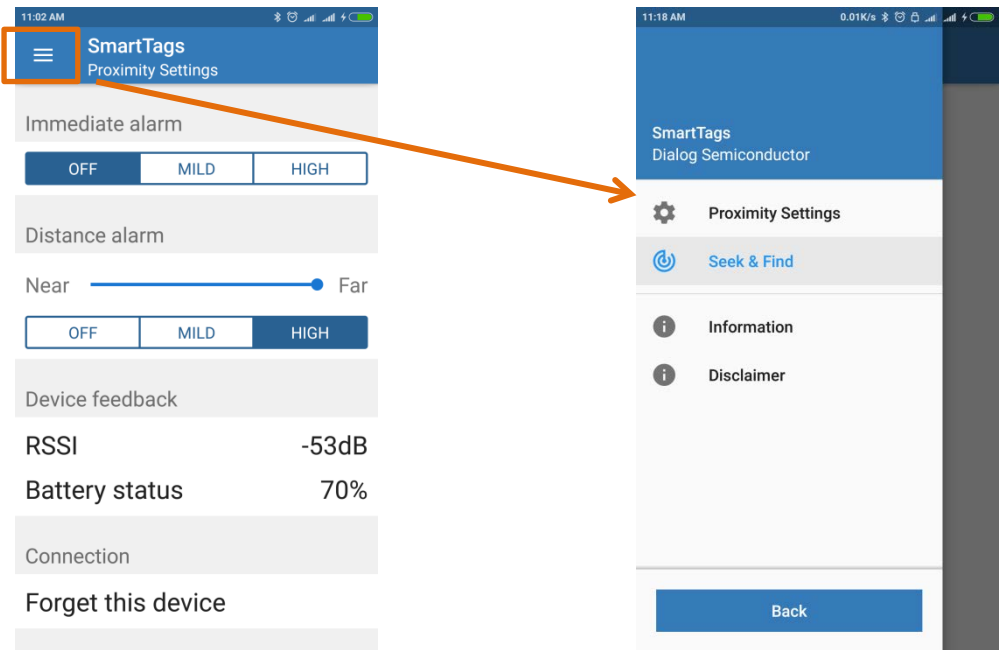 11:02 AM
SmartTags
Proximity Settings
Immediate alarm
OFF MILD HIGH
Distance alarm
Near Far
OFF MILD HIGH
Device feedback
RSSI -53dB
Battery status 70%
Connection
Forget this device
11:18 AM 0.01K/s
SmartTags
Dialog Semiconductor
Proximity Settings
Seek & Find
Information
Disclaimer
Back